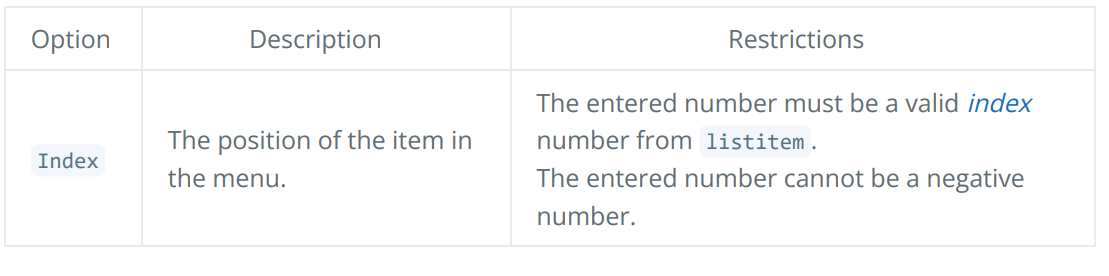 Option Description Restrictions
Index
The position of the item in
the menu.
The entered number must be a valid index
number from listitem.
The entered number cannot be a negative
number.